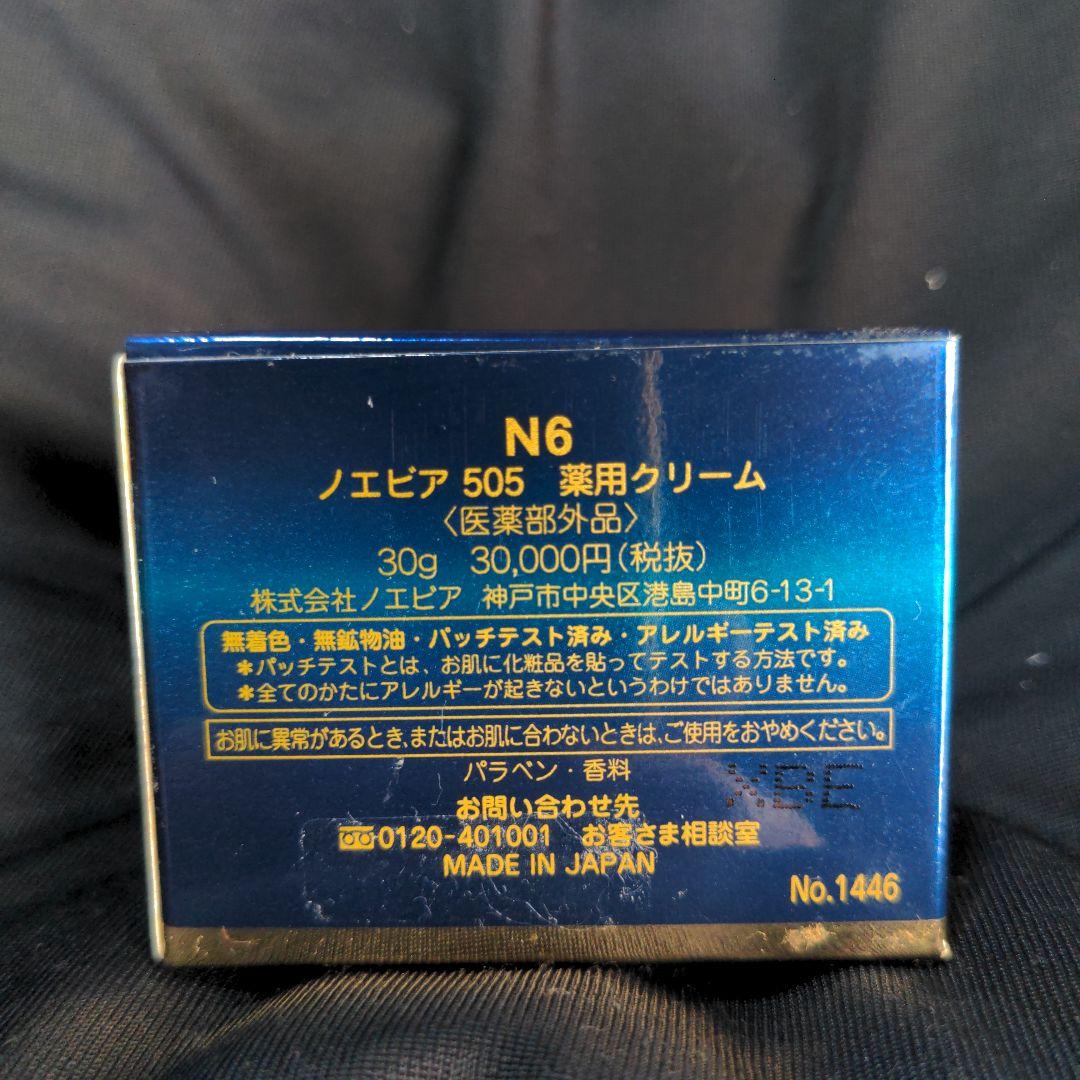 N6
ノエビア 505 薬用クリーム
〈医薬部外品〉
30g 30,000円(税抜)
株式会社ノエビア 神戸市中央区港島中町6-13-1
無着色・無鉱物油・パッチテスト済み・アレルギーテスト済み
*パッチテストとは、お肌に化粧品を貼ってテストする方法です。
*全てのかたにアレルギーが起きないというわけではありません。
お肌に異常があるとき、またはお肌に合わないときは、ご使用をおやめください。
パラベン・香料
XBE
お問い合わせ先
0120-401001 お客さま相談室
MADE IN JAPAN
No.1446